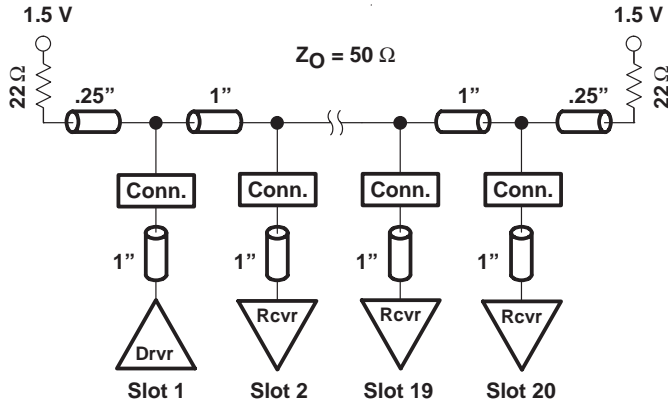 1.5 V
1.5 V
ZO = 50 Ω
22 Ω
22 Ω
.25”
1”
1”
.25”
Conn.
Conn.
Conn.
Conn.
1”
1”
1”
1”
Drvr
Rcvr
Rcvr
Rcvr
Slot 1
Slot 2
Slot 19
Slot 20